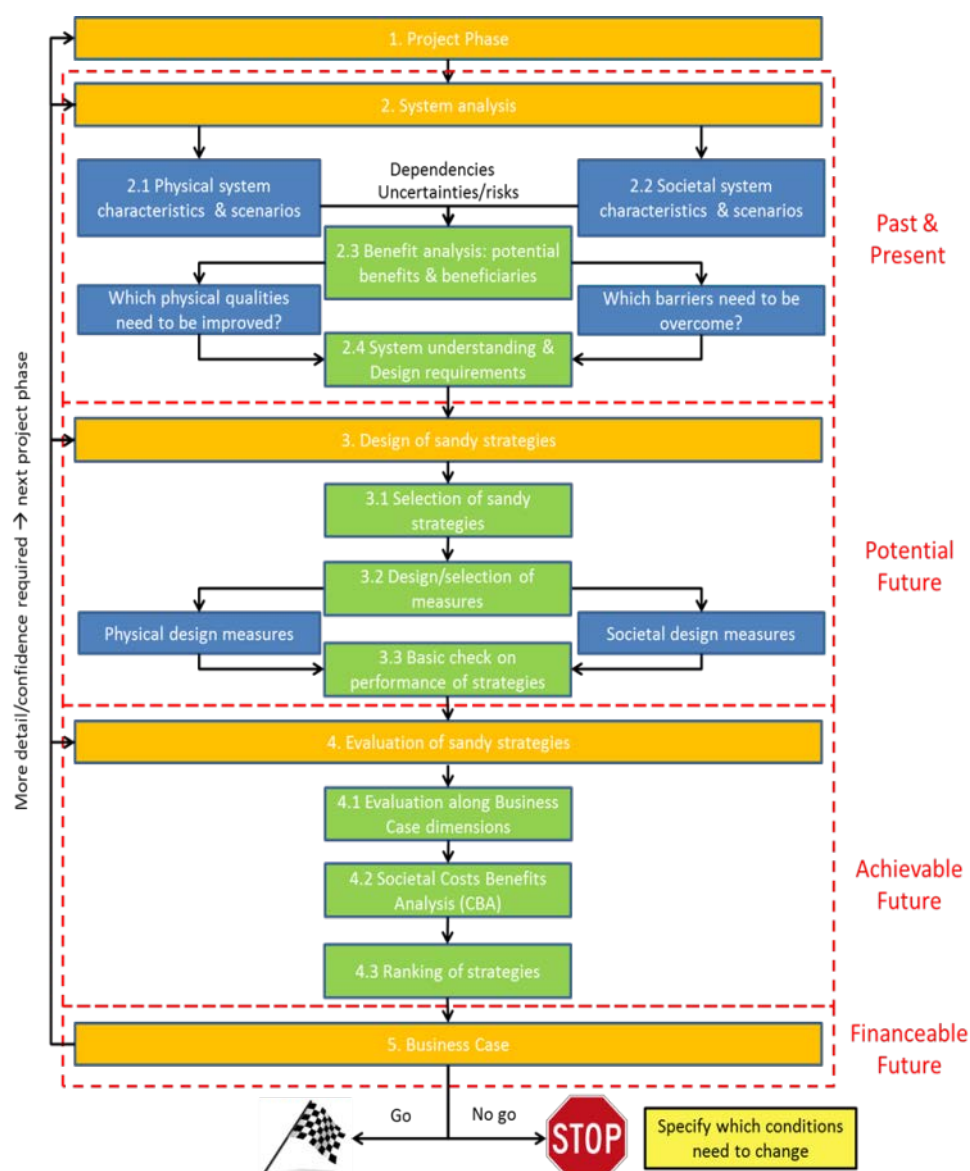 1. Project Phase
2. System analysis
2.1 Physical system
characteristics & scenarios
Dependencies
Uncertainties/risks
2.2 Societal system
characteristics & scenarios
2.3 Benefit analysis: potential
benefits & beneficiaries
Which physical qualities
need to be improved?
Which barriers need to be
overcome?
2.4 System understanding &
Design requirements
Past &
Present
3. Design of sandy strategies
3.1 Selection of sandy
strategies
3.2 Design/selection of
measures
Physical design measures
Societal design measures
3.3 Basic check on
performance of strategies
Potential
Future
4. Evaluation of sandy strategies
4.1 Evaluation along Business
Case dimensions
4.2 Societal Costs Benefits
Analysis (CBA)
4.3 Ranking of strategies
Achievable
Future
5. Business Case
Financeable
Future
Go
No go
STOP
Specify which conditions
need to change
More detail/confidence required → next project phase